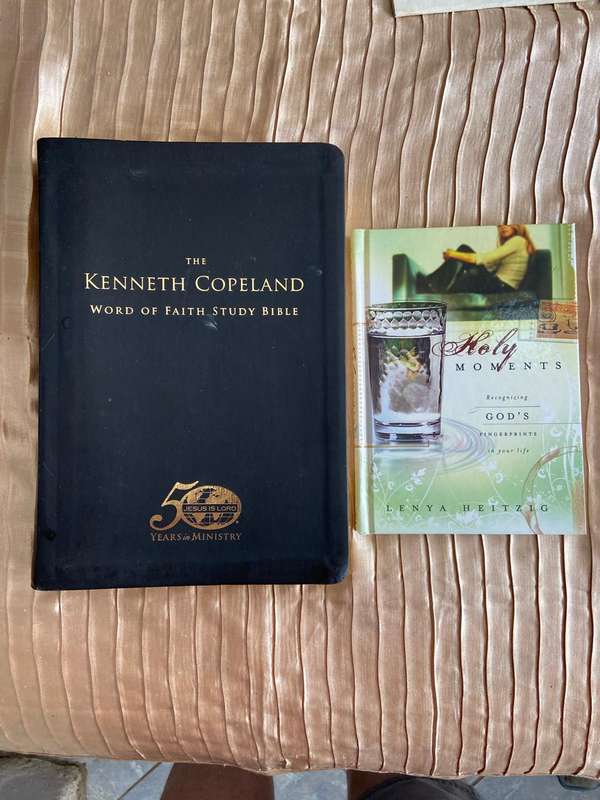 THE
KENNETH COPELAND
WORD OF FAITH STUDY BIBLE
50
JESUS IS LORD
YEARS in MINISTRY
Holy
MOMENTS
Recognizing
GOD'S
FINGERPRINTS
in your life
LENYA HEITZIG